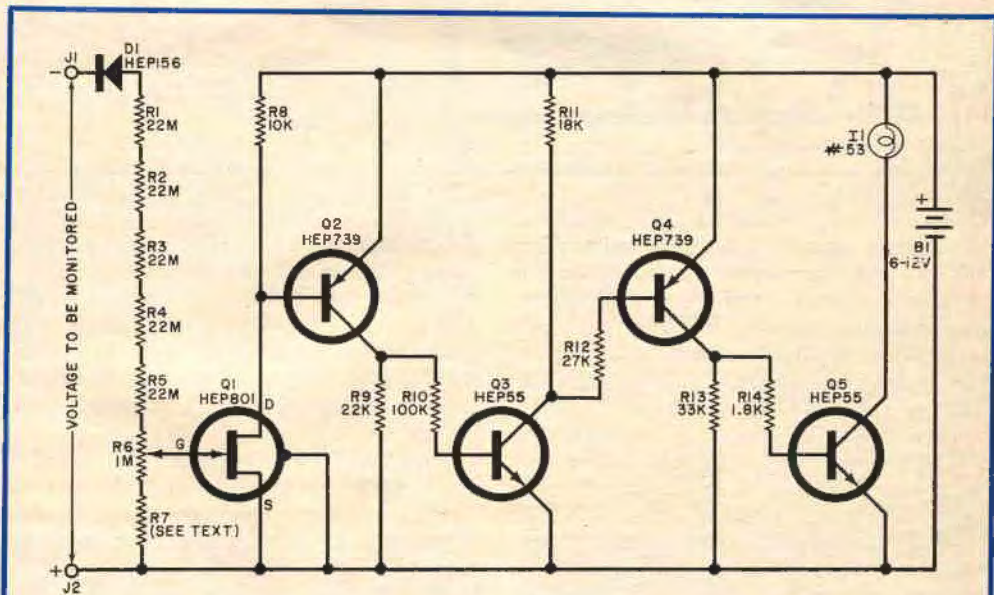 J1
D1
HEP156
-
R1
22M
R2
22M
R3
22M
R4
22M
R5
22M
R6
1M
R7
(SEE TEXT)
+
J2
VOLTAGE TO BE MONITORED
R8
10K
Q1
HEP801
D
G
S
Q2
HEP739
R9
22K
R10
100K
Q3
HEP55
R11
18K
R12
27K
Q4
HEP739
R13
33K
R14
1.8K
Q5
HEP55
I1
#53
+
B1
6-12V